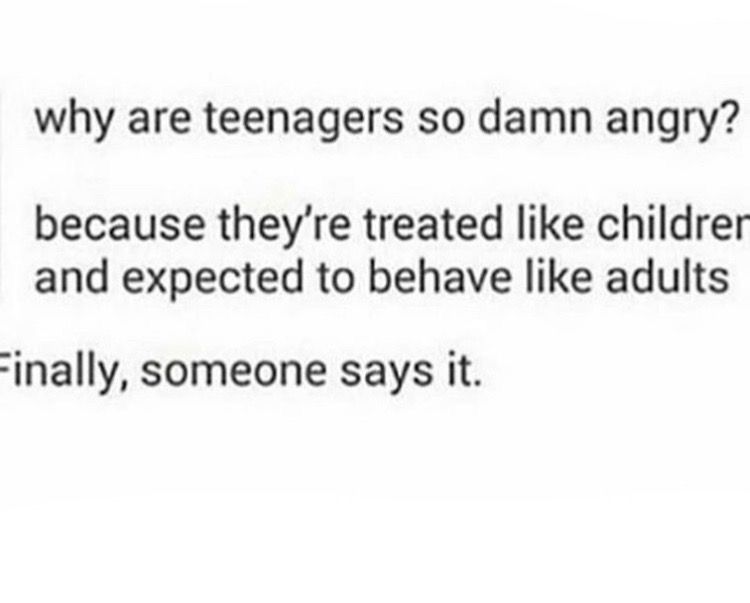 why are teenagers so damn angry?
because they're treated like children
and expected to behave like adults
Finally, someone says it.